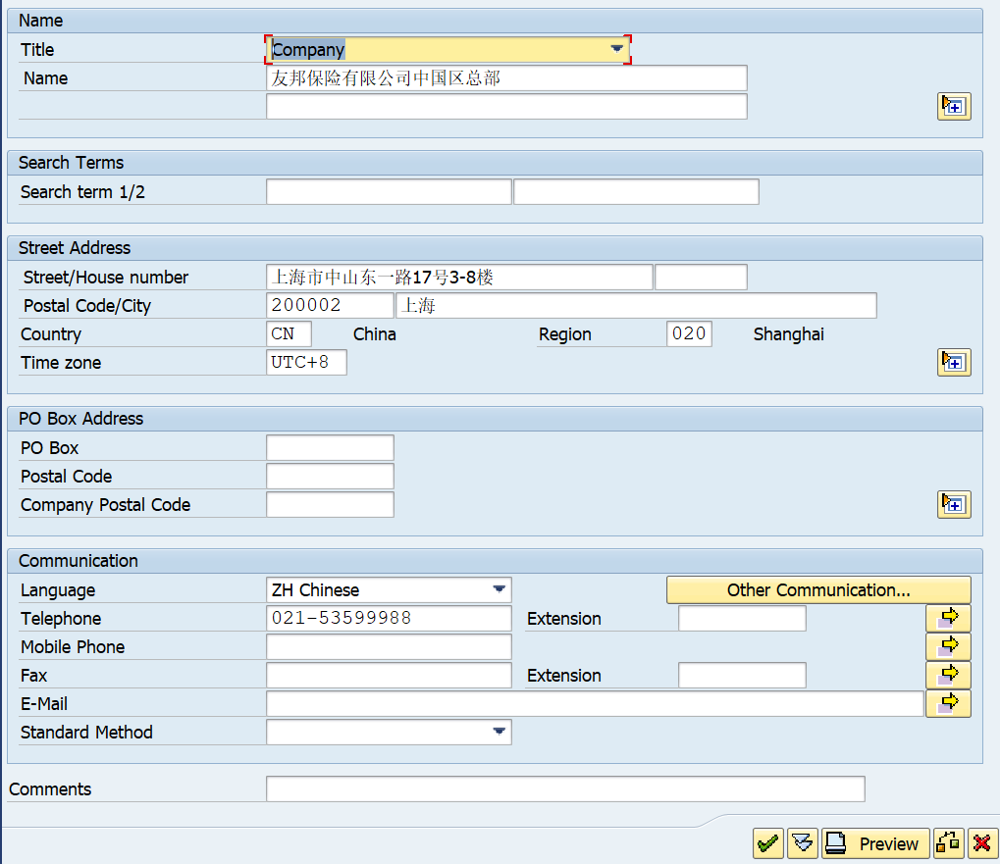 Name
Title Company
Name 友邦保险有限公司中国区总部
Search Terms
Search term 1/2
Street Address
Street/House number 上海市中山东一路17号3-8楼
Postal Code/City 200002 上海
Country CN China Region 020 Shanghai
Time zone UTC+8
PO Box Address
PO Box
Postal Code
Company Postal Code
Communication
Language ZH Chinese Other Communication...
Telephone 021-53599988 Extension
Mobile Phone
Fax Extension
E-Mail
Standard Method
Comments
Preview